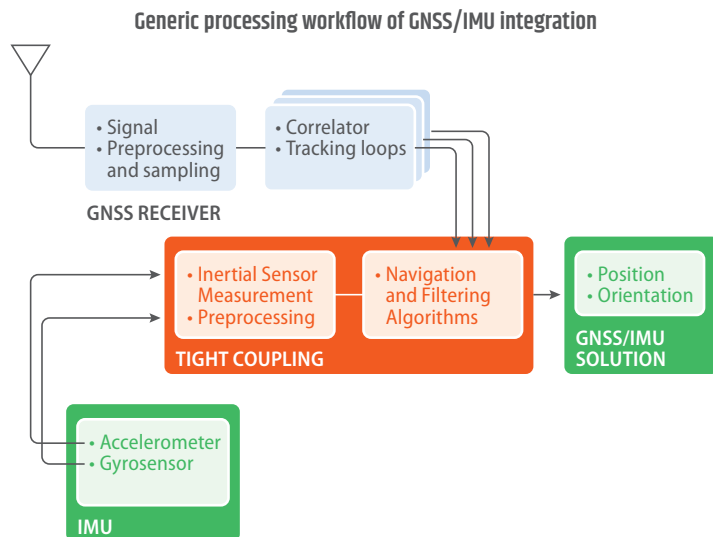 Generic processing workflow of GNSS/IMU integration
• Signal
• Preprocessing
and sampling
• Correlator
• Tracking loops
GNSS RECEIVER
• Inertial Sensor
Measurement
• Preprocessing
• Navigation
and Filtering
Algorithms
TIGHT COUPLING
• Position
• Orientation
GNSS/IMU
SOLUTION
• Accelerometer
• Gyrosensor
IMU